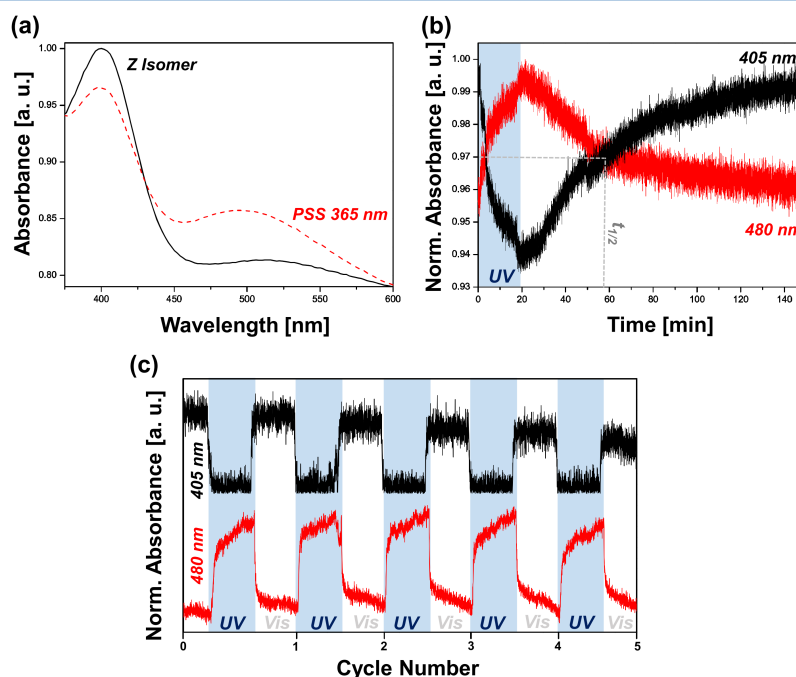 (a)
Absorbance [a. u.]
1.00
0.95
0.90
0.85
0.80
Z Isomer
PSS 365 nm
400
450
500
550
600
Wavelength [nm]
(b)
Norm. Absorbance [a. u.]
1.00
0.99
0.98
0.97
0.96
0.95
0.94
0.93
405 nm
480 nm
t1/2
UV
0
20
40
60
80
100
120
140
Time [min]
(c)
Norm. Absorbance [a. u.]
405 nm
480 nm
UV Vis UV Vis UV Vis UV Vis UV Vis
0 1 2 3 4 5
Cycle Number